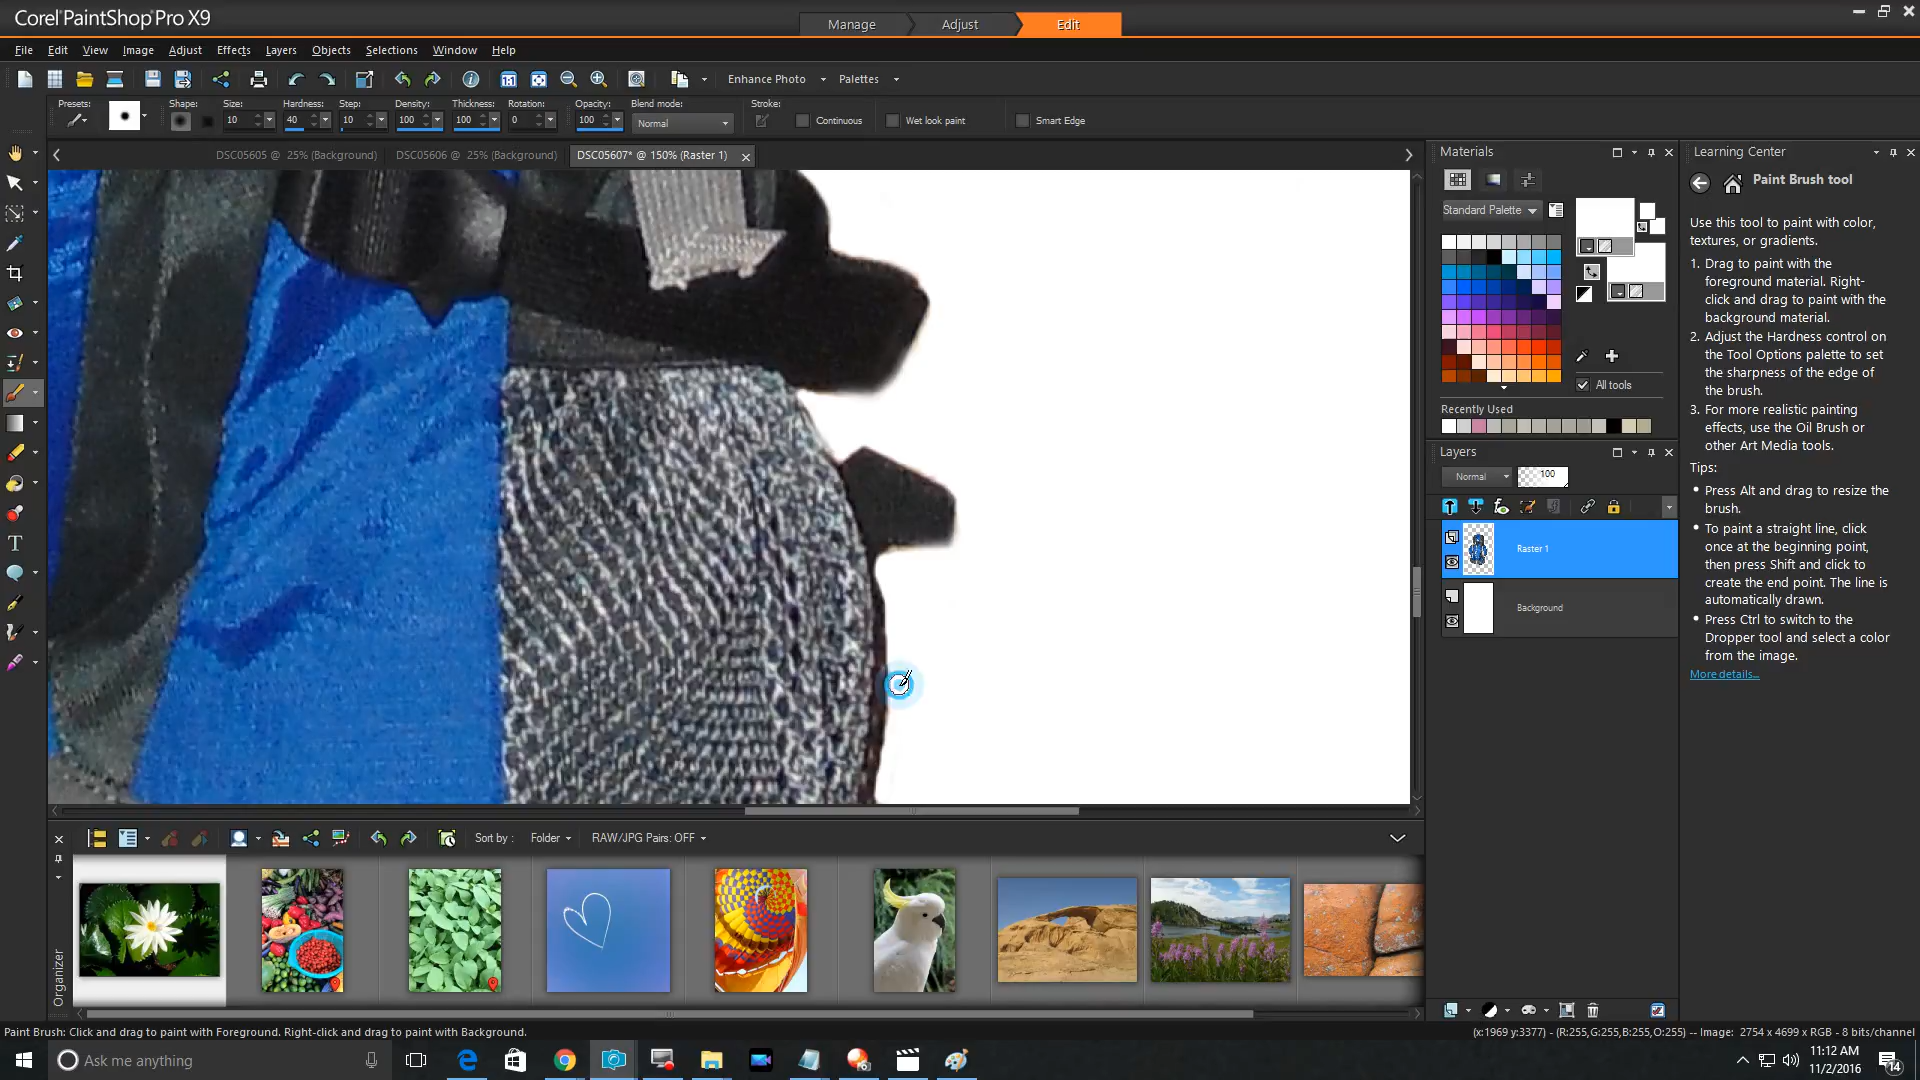 Corel PaintShop Pro X9
Manage
Adjust
Edit
File Edit View Image Adjust Effects Layers Objects Selections Window Help
Enhance Photo
Palettes
Presets:
Shape:
Size:
Hardness:
Step:
Density:
Thickness:
Rotation:
Opacity:
Blend mode:
Stroke:
10
40
10
100
100
0
100
Normal
Continuous
Wet look paint
Smart Edge
DSC05605 @ 25% (Background)
DSC05606 @ 25% (Background)
DSC05607* @ 150% (Raster 1)
Materials
Standard Palette
All tools
Recently Used
Layers
Normal
100
Raster 1
Background
Learning Center
Paint Brush tool
Use this tool to paint with color,
textures, or gradients.
1. Drag to paint with the
foreground material. Right-
click and drag to paint with the
background material.
2. Adjust the Hardness control on
the Tool Options palette to set
the sharpness of the edge of
the brush.
3. For more realistic painting
effects, use the Oil Brush or
other Art Media tools.
Tips:
• Press Alt and drag to resize the
brush.
• To paint a straight line, click
once at the beginning point,
then press Shift and click to
create the end point. The line is
automatically drawn.
• Press Ctrl to switch to the
Dropper tool and select a color
from the image.
More details...
Sort by :
Folder
RAW/JPG Pairs: OFF
Organizer
Paint Brush: Click and drag to paint with Foreground. Right-click and drag to paint with Background.
(x:1969 y:3377) - (R:255,G:255,B:255,O:255) -- Image: 2754 x 4699 x RGB - 8 bits/channel
Ask me anything
11:12 AM
11/2/2016
14